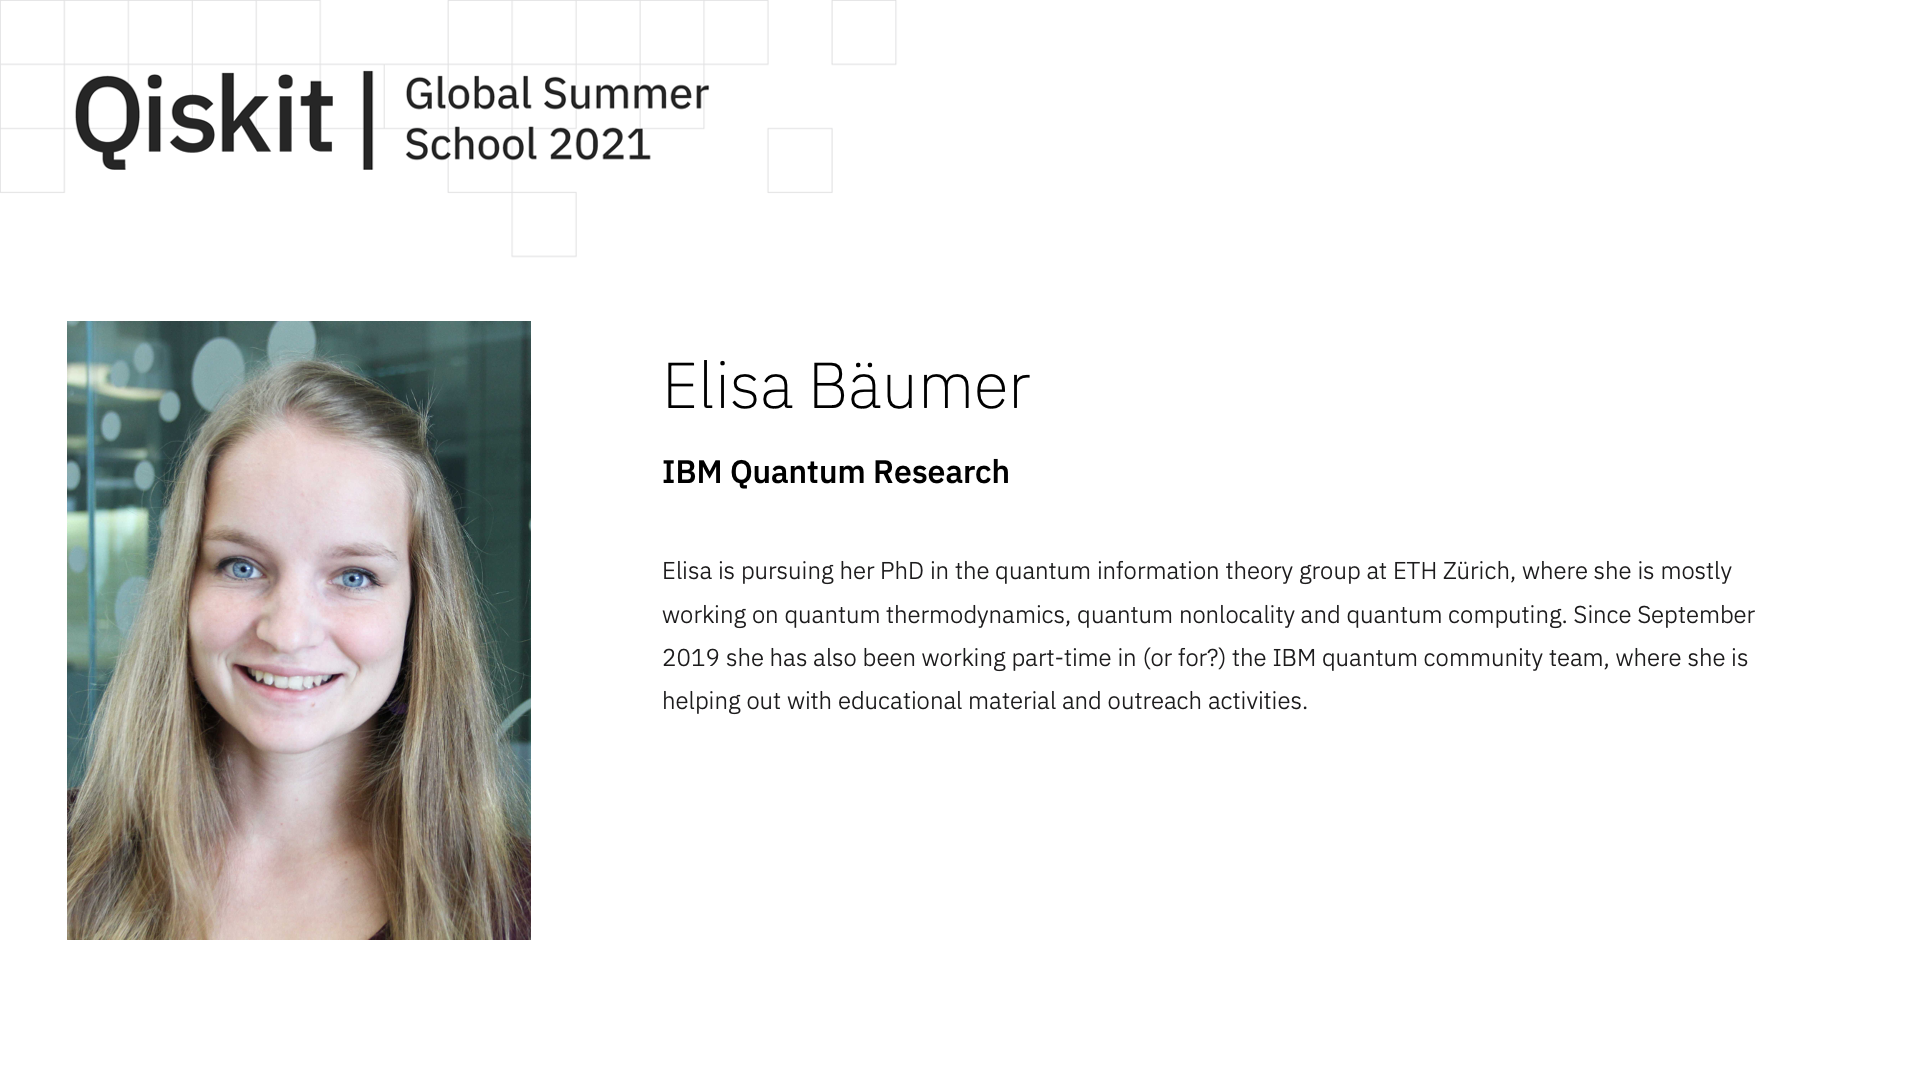 Qiskit
Global Summer
School 2021
Elisa Bäumer
IBM Quantum Research
Elisa is pursuing her PhD in the quantum information theory group at ETH Zürich, where she is mostly
working on quantum thermodynamics, quantum nonlocality and quantum computing. Since September
2019 she has also been working part-time in (or for?) the IBM quantum community team, where she is
helping out with educational material and outreach activities.